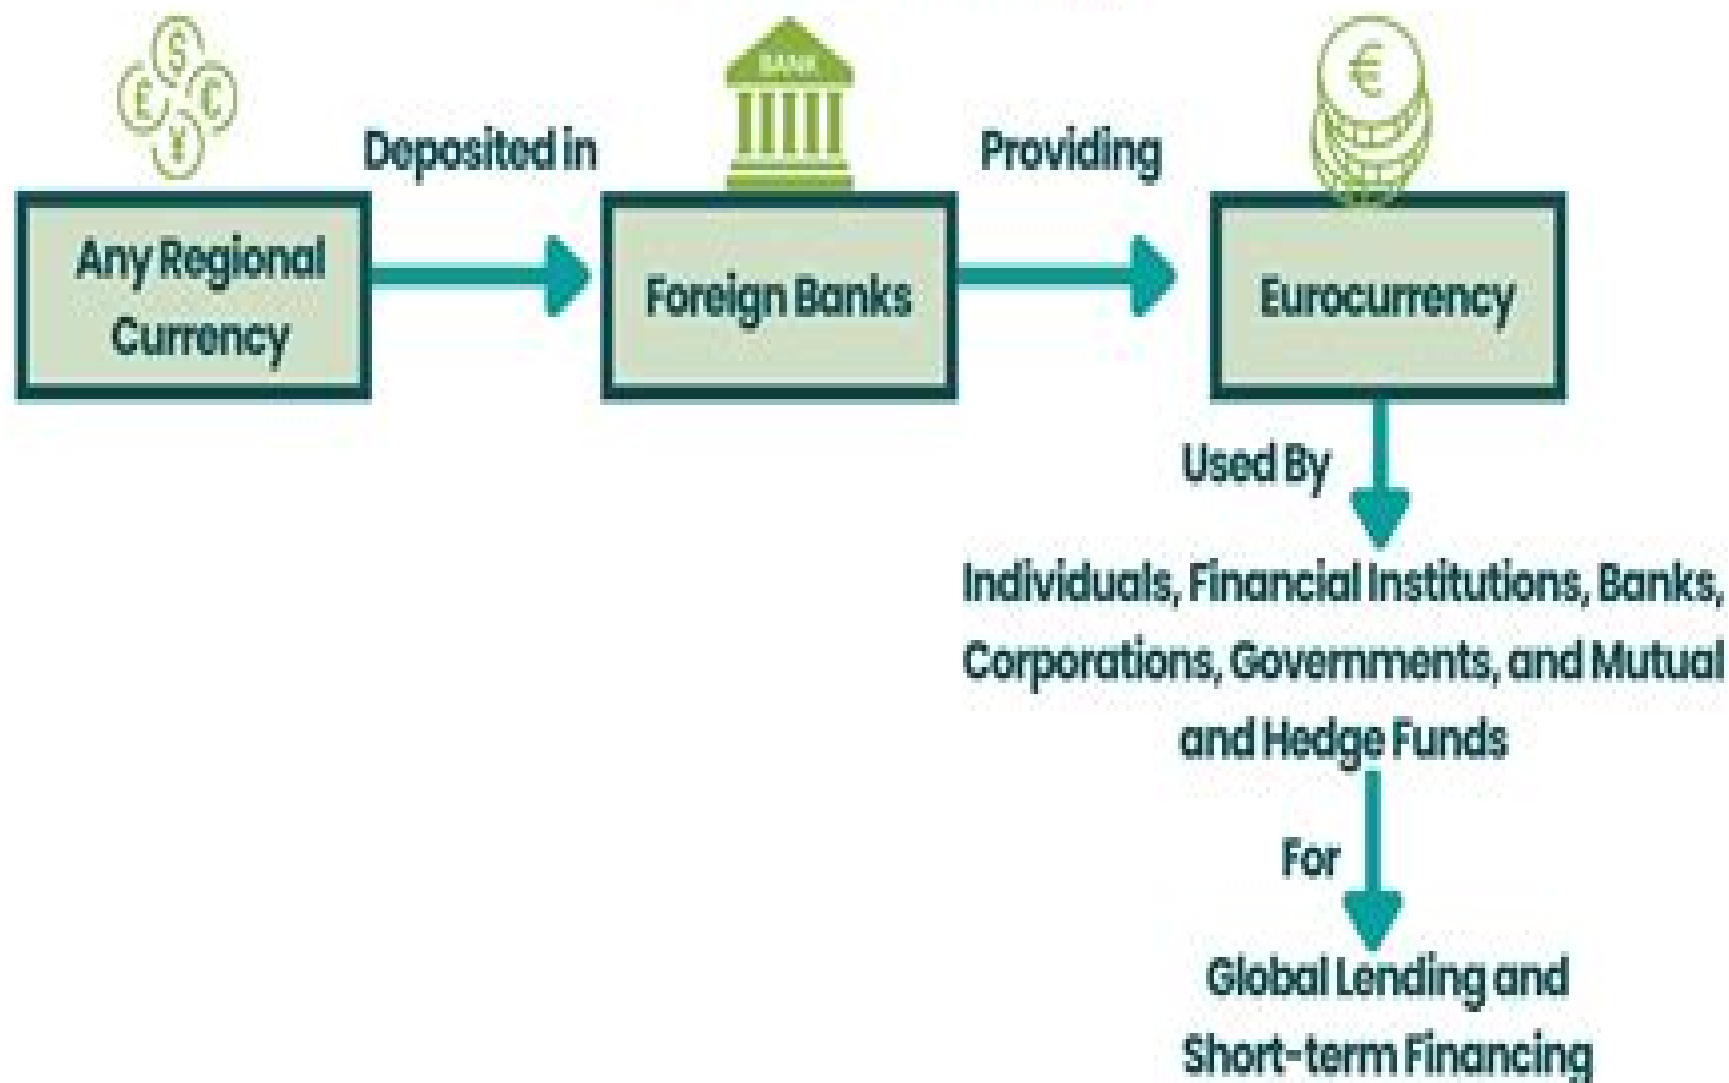 BANK
Deposited in
Providing
Any Regional
Currency
Foreign Banks
Eurocurrency
Used By
Individuals, Financial Institutions, Banks,
Corporations, Governments, and Mutual
and Hedge Funds
For
Global Lending and
Short-term Financing